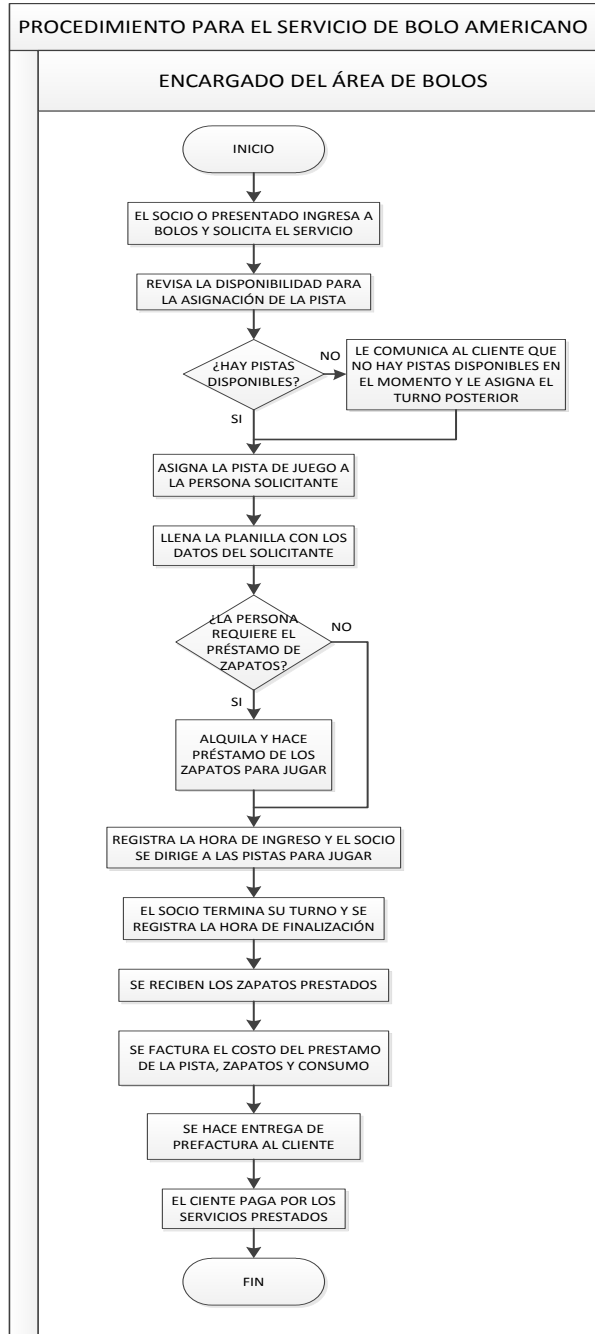 PROCEDIMIENTO PARA EL SERVICIO DE BOLO AMERICANO
ENCARGADO DEL ÁREA DE BOLOS
INICIO
EL SOCIO O PRESENTADO INGRESA A
BOLOS Y SOLICITA EL SERVICIO
REVISA LA DISPONIBILIDAD PARA
LA ASIGNACIÓN DE LA PISTA
¿HAY PISTAS
DISPONIBLES?
NO
LE COMUNICA AL CLIENTE QUE
NO HAY PISTAS DISPONIBLES EN
EL MOMENTO Y LE ASIGNA EL
TURNO POSTERIOR
SI
ASIGNA LA PISTA DE JUEGO A
LA PERSONA SOLICITANTE
LLENA LA PLANILLA CON LOS
DATOS DEL SOLICITANTE
¿LA PERSONA
REQUIERE EL
PRÉSTAMO DE
ZAPATOS?
NO
SI
ALQUILA Y HACE
PRÉSTAMO DE LOS
ZAPATOS PARA JUGAR
REGISTRA LA HORA DE INGRESO Y EL SOCIO
SE DIRIGE A LAS PISTAS PARA JUGAR
EL SOCIO TERMINA SU TURNO Y SE
REGISTRA LA HORA DE FINALIZACIÓN
SE RECIBEN LOS ZAPATOS PRESTADOS
SE FACTURA EL COSTO DEL PRESTAMO
DE LA PISTA, ZAPATOS Y CONSUMO
SE HACE ENTREGA DE
PREFACTURA AL CLIENTE
EL CIENTE PAGA POR LOS
SERVICIOS PRESTADOS
FIN